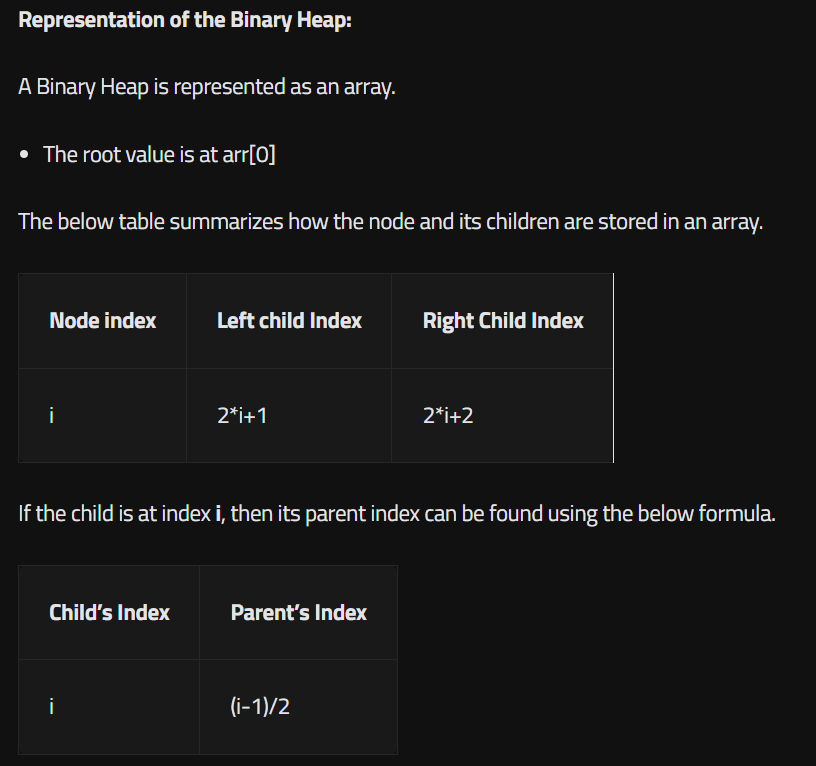 Representation of the Binary Heap:
A Binary Heap is represented as an array.
• The root value is at arr[0]
The below table summarizes how the node and its children are stored in an array.
Node index Left child Index Right Child Index
i 2*i+1 2*i+2
If the child is at index i, then its parent index can be found using the below formula.
Child’s Index Parent’s Index
i (i-1)/2